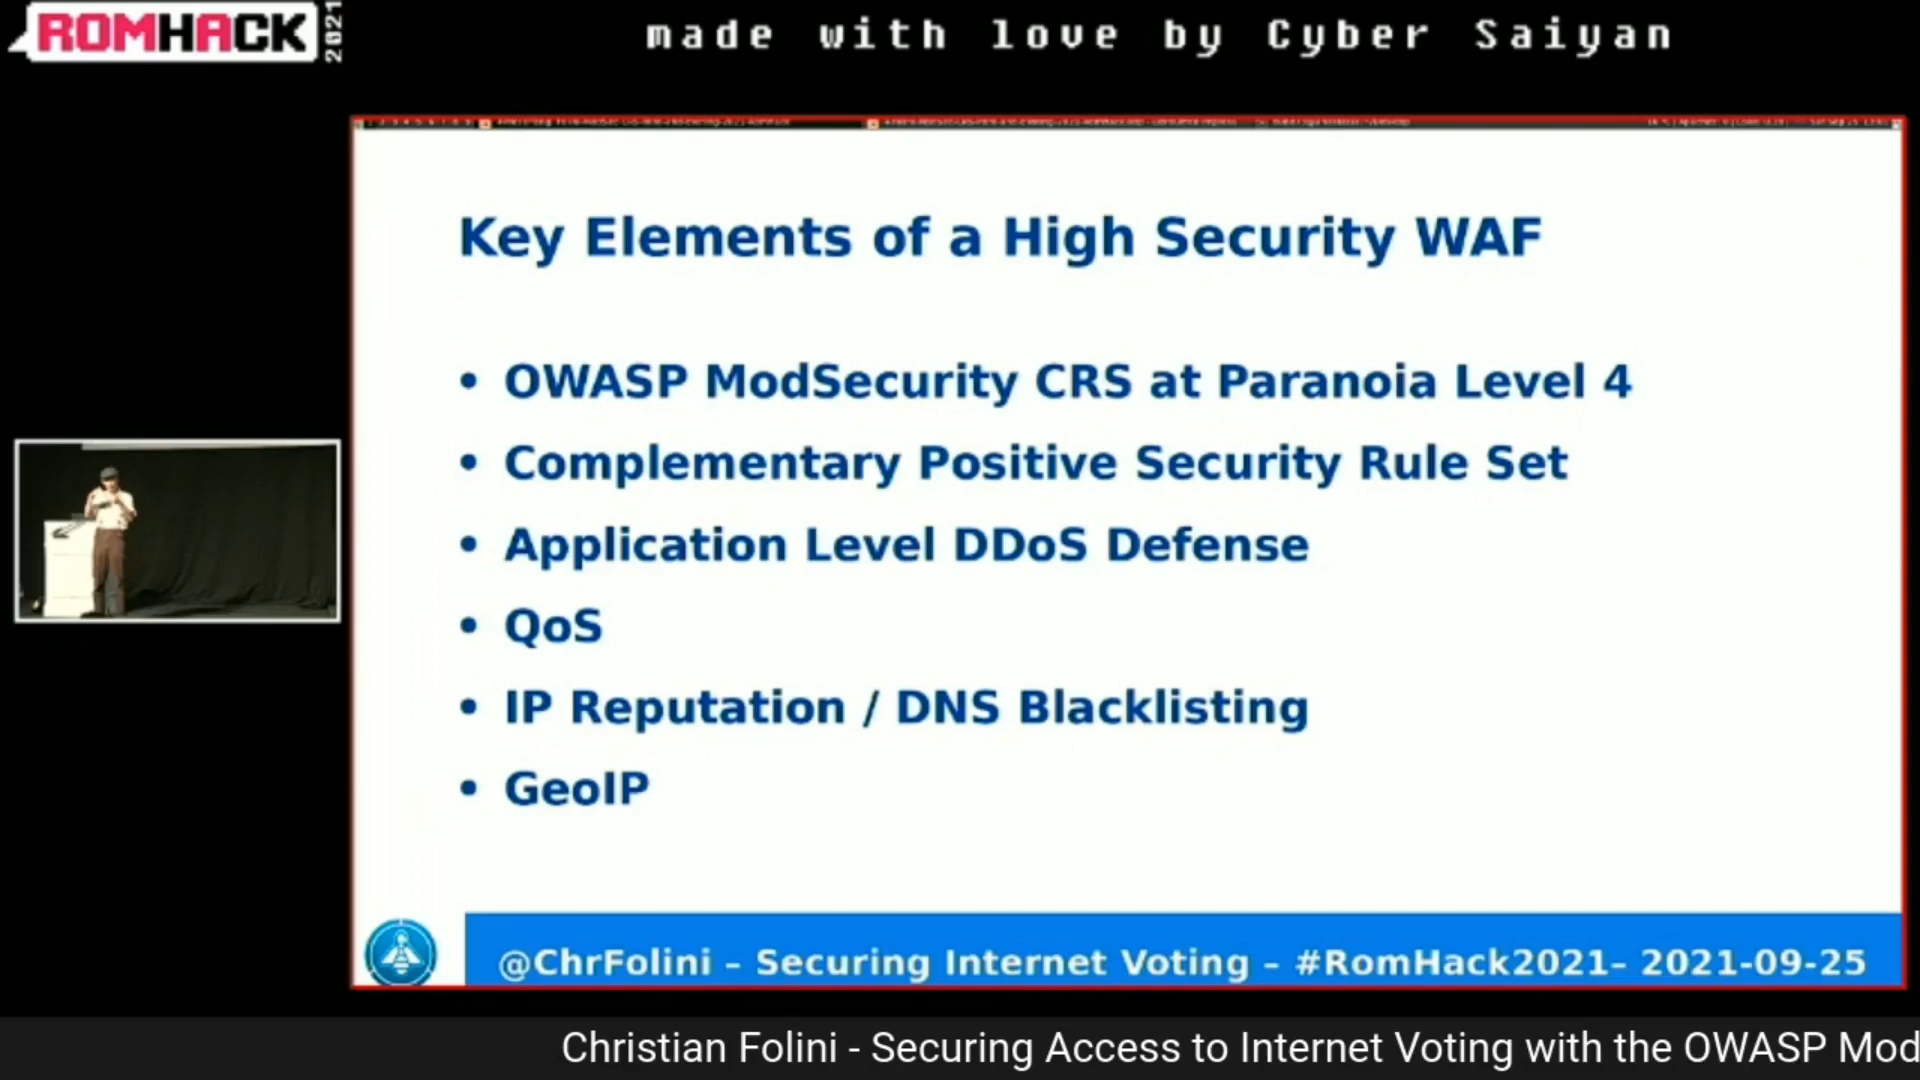 ROMHACK
2021
made with love by Cyber Saiyan
Key Elements of a High Security WAF
• OWASP ModSecurity CRS at Paranoia Level 4
• Complementary Positive Security Rule Set
• Application Level DDoS Defense
• QoS
• IP Reputation / DNS Blacklisting
• GeoIP
@ChrFolini – Securing Internet Voting – #RomHack2021– 2021-09-25
Christian Folini - Securing Access to Internet Voting with the OWASP Mod